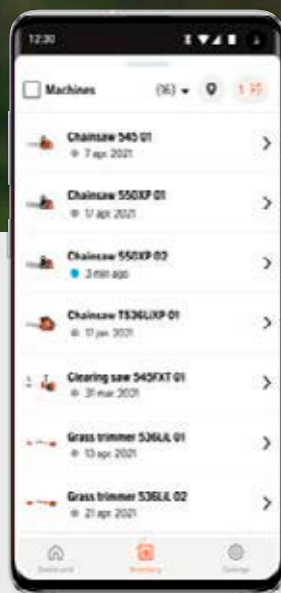 12:30
Machines (16)
Chainsaw 545 01
7 apr. 2021
Chainsaw 550XP 01
17 apr. 2021
Chainsaw 550XP 02
3 min ago
Chainsaw T536LiXP 01
17 jan. 2021
Clearing saw 545FXT 01
31 mar. 2021
Grass trimmer 536LiL 01
13 apr. 2021
Grass trimmer 536LiL 02
21 apr. 2021
Dashboard Inventory Settings